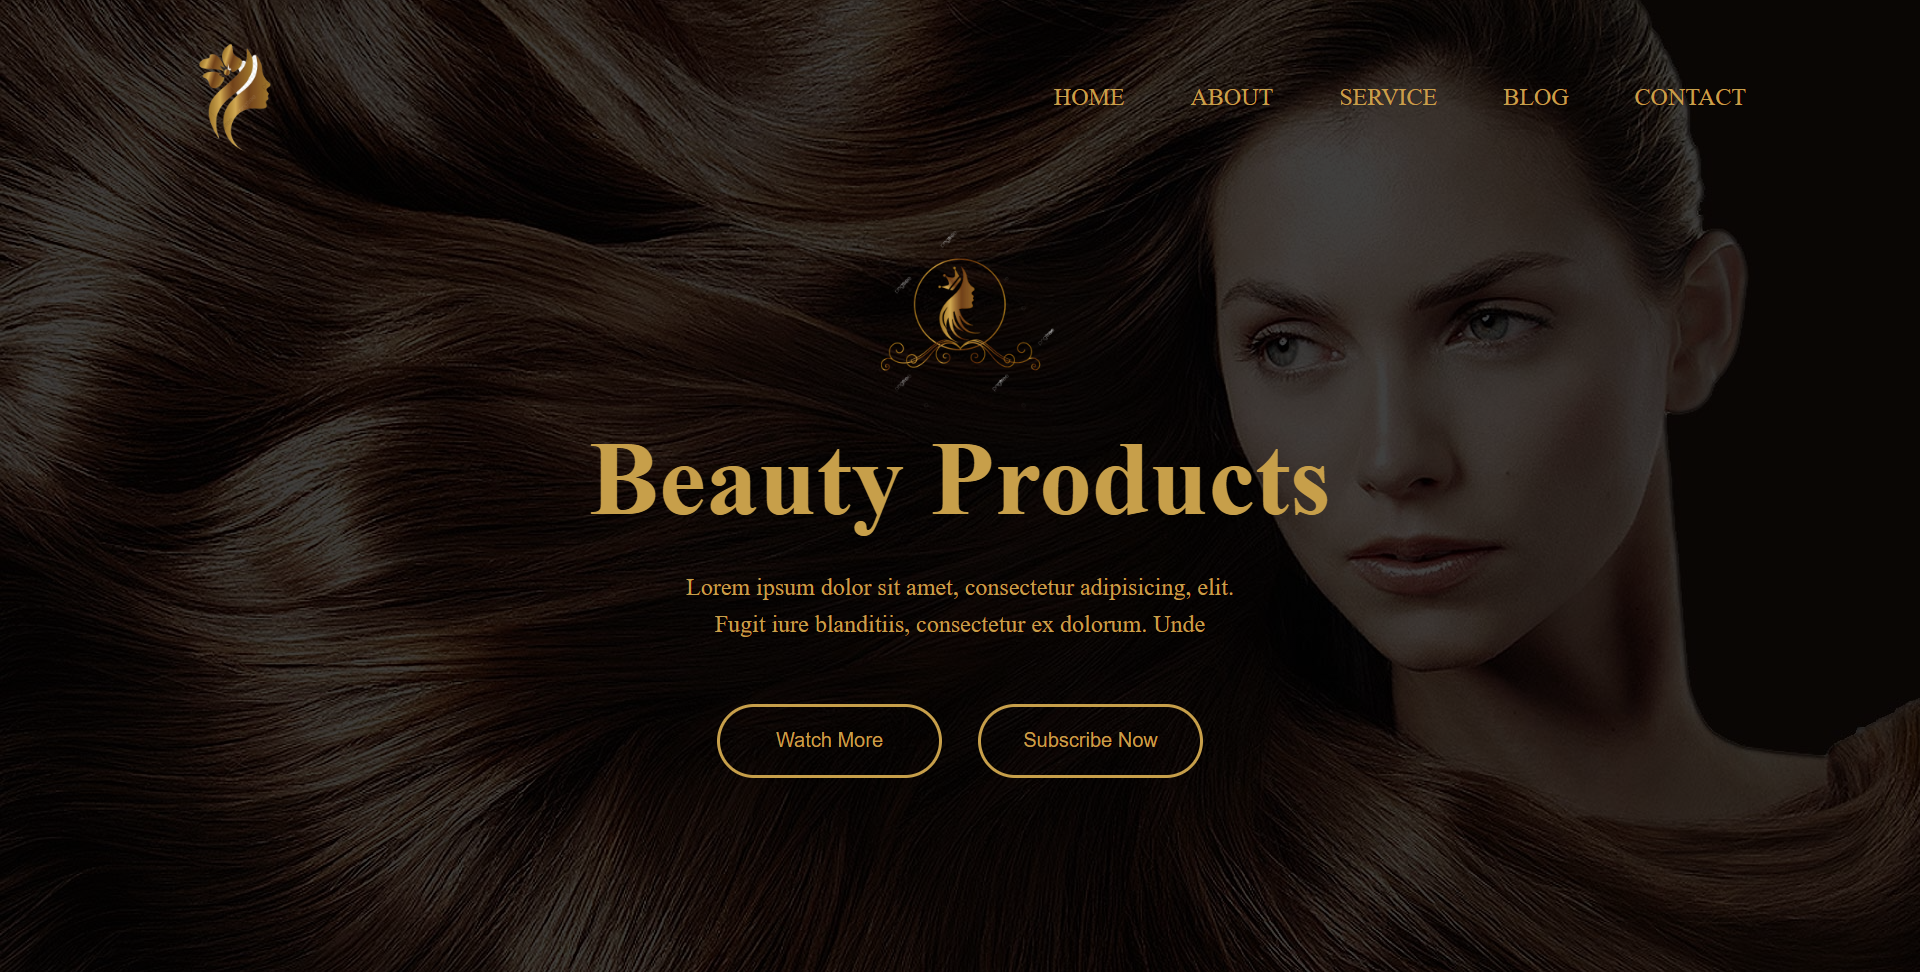 HOME ABOUT SERVICE BLOG CONTACT
Beauty Products
Lorem ipsum dolor sit amet, consectetur adipisicing, elit.
Fugit iure blanditiis, consectetur ex dolorum. Unde
Watch More Subscribe Now